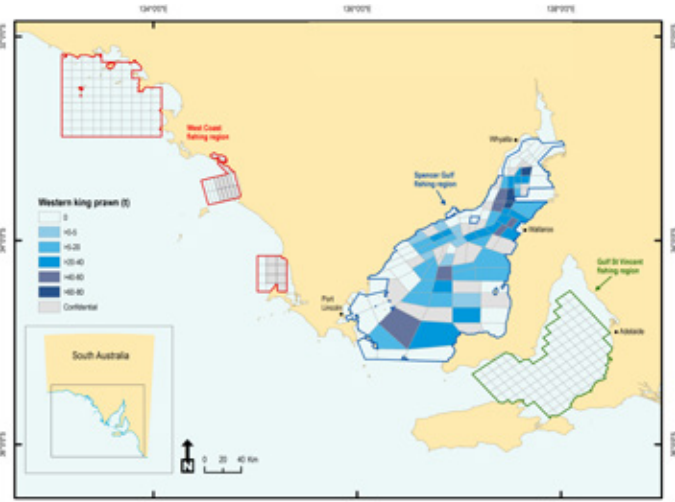 134°0'0"E 136°0'0"E 138°0'0"E
West Coast
fishing region
Whyalla
Spencer Gulf
fishing region
Wallaroo
Western king prawn (t)
0
>0-5
>5-20
>20-40
>40-60
>60-80
Confidential
Gulf St Vincent
fishing region
Port
Lincoln
Adelaide
South Australia
N
0 20 40 Km